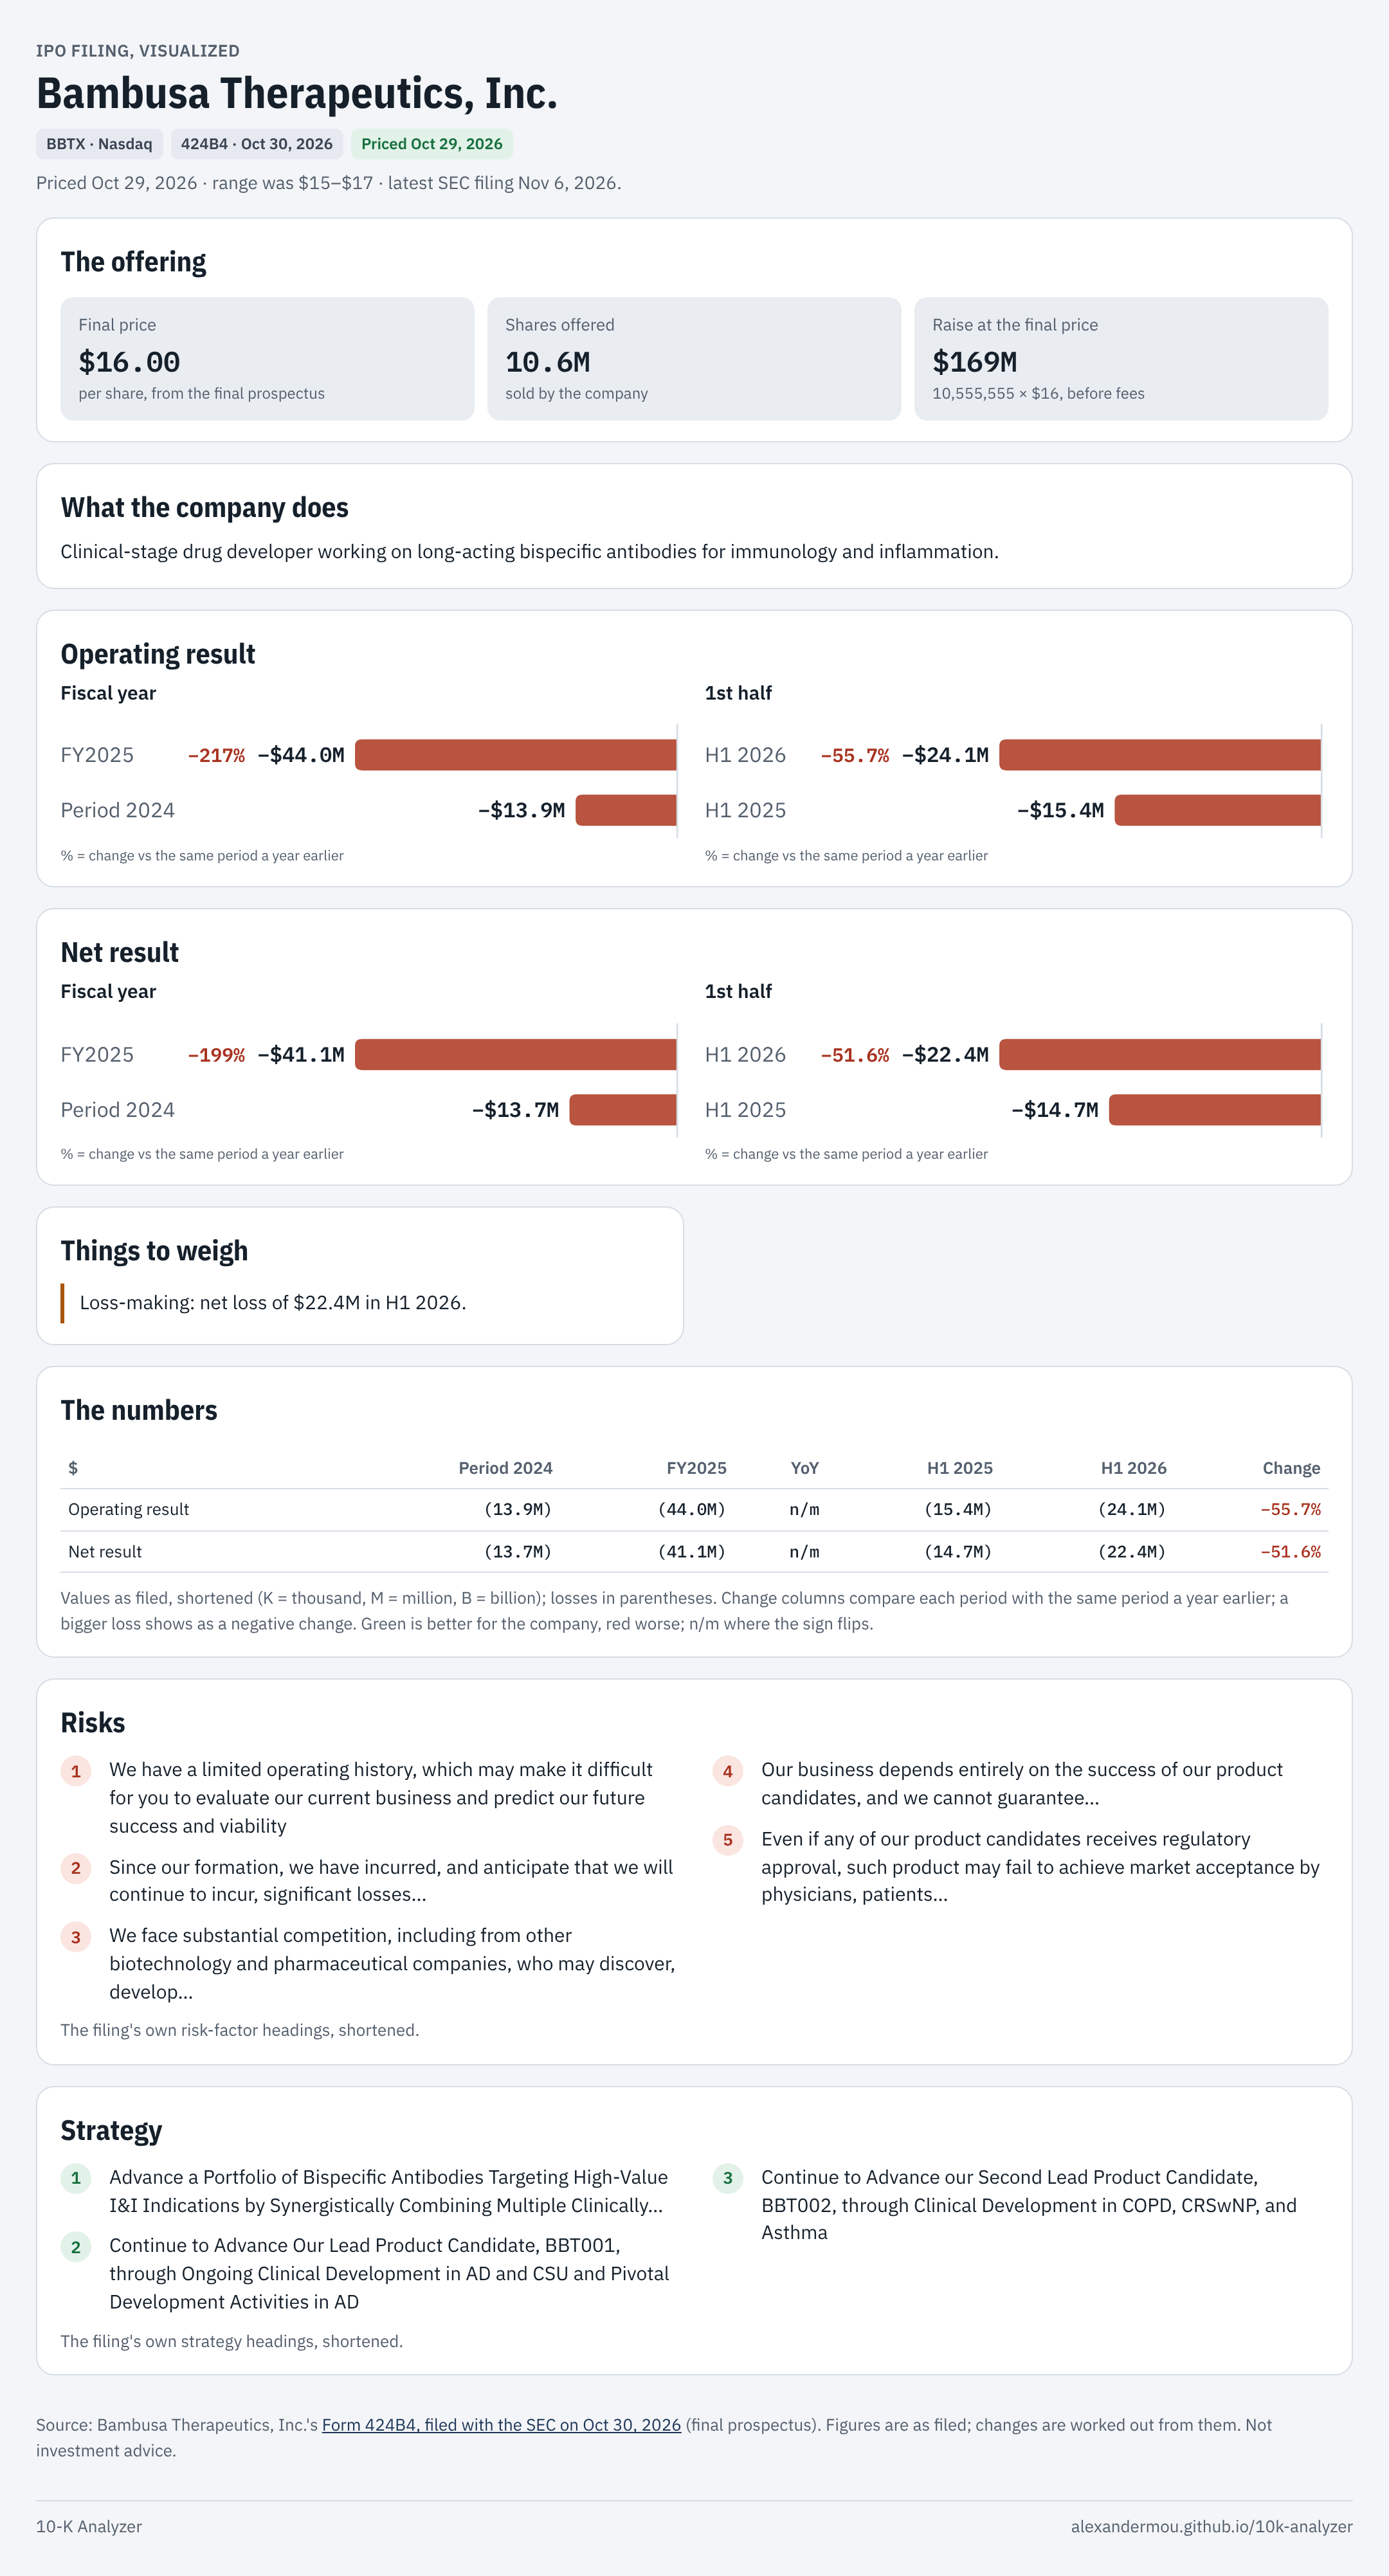 IPO FILING, VISUALIZED
Bambusa Therapeutics, Inc.
BBTX · Nasdaq 424B4 · Oct 30, 2026 Priced Oct 29, 2026
Priced Oct 29, 2026 · range was $15–$17 · latest SEC filing Nov 6, 2026.
The offering
Final price
$16.00
per share, from the final prospectus
Shares offered
10.6M
sold by the company
Raise at the final price
$169M
10,555,555 × $16, before fees
What the company does
Clinical-stage drug developer working on long-acting bispecific antibodies for immunology and inflammation.
Operating result
Fiscal year
FY2025 −217% −$44.0M
Period 2024 −$13.9M
% = change vs the same period a year earlier
1st half
H1 2026 −55.7% −$24.1M
H1 2025 −$15.4M
% = change vs the same period a year earlier
Net result
Fiscal year
FY2025 −199% −$41.1M
Period 2024 −$13.7M
% = change vs the same period a year earlier
1st half
H1 2026 −51.6% −$22.4M
H1 2025 −$14.7M
% = change vs the same period a year earlier
Things to weigh
Loss-making: net loss of $22.4M in H1 2026.
The numbers
$ Period 2024 FY2025 YoY H1 2025 H1 2026 Change
Operating result (13.9M) (44.0M) n/m (15.4M) (24.1M) −55.7%
Net result (13.7M) (41.1M) n/m (14.7M) (22.4M) −51.6%
Values as filed, shortened (K = thousand, M = million, B = billion); losses in parentheses. Change columns compare each period with the same period a year earlier; a
bigger loss shows as a negative change. Green is better for the company, red worse; n/m where the sign flips.
Risks
1 We have a limited operating history, which may make it difficult
for you to evaluate our current business and predict our future
success and viability
2 Since our formation, we have incurred, and anticipate that we will
continue to incur, significant losses…
3 We face substantial competition, including from other
biotechnology and pharmaceutical companies, who may discover,
develop…
4 Our business depends entirely on the success of our product
candidates, and we cannot guarantee…
5 Even if any of our product candidates receives regulatory
approval, such product may fail to achieve market acceptance by
physicians, patients…
The filing's own risk-factor headings, shortened.
Strategy
1 Advance a Portfolio of Bispecific Antibodies Targeting High-Value
I&I Indications by Synergistically Combining Multiple Clinically…
2 Continue to Advance Our Lead Product Candidate, BBT001,
through Ongoing Clinical Development in AD and CSU and Pivotal
Development Activities in AD
3 Continue to Advance our Second Lead Product Candidate,
BBT002, through Clinical Development in COPD, CRSwNP, and
Asthma
The filing's own strategy headings, shortened.
Source: Bambusa Therapeutics, Inc.'s Form 424B4, filed with the SEC on Oct 30, 2026 (final prospectus). Figures are as filed; changes are worked out from them. Not
investment advice.
10-K Analyzer
alexandermou.github.io/10k-analyzer